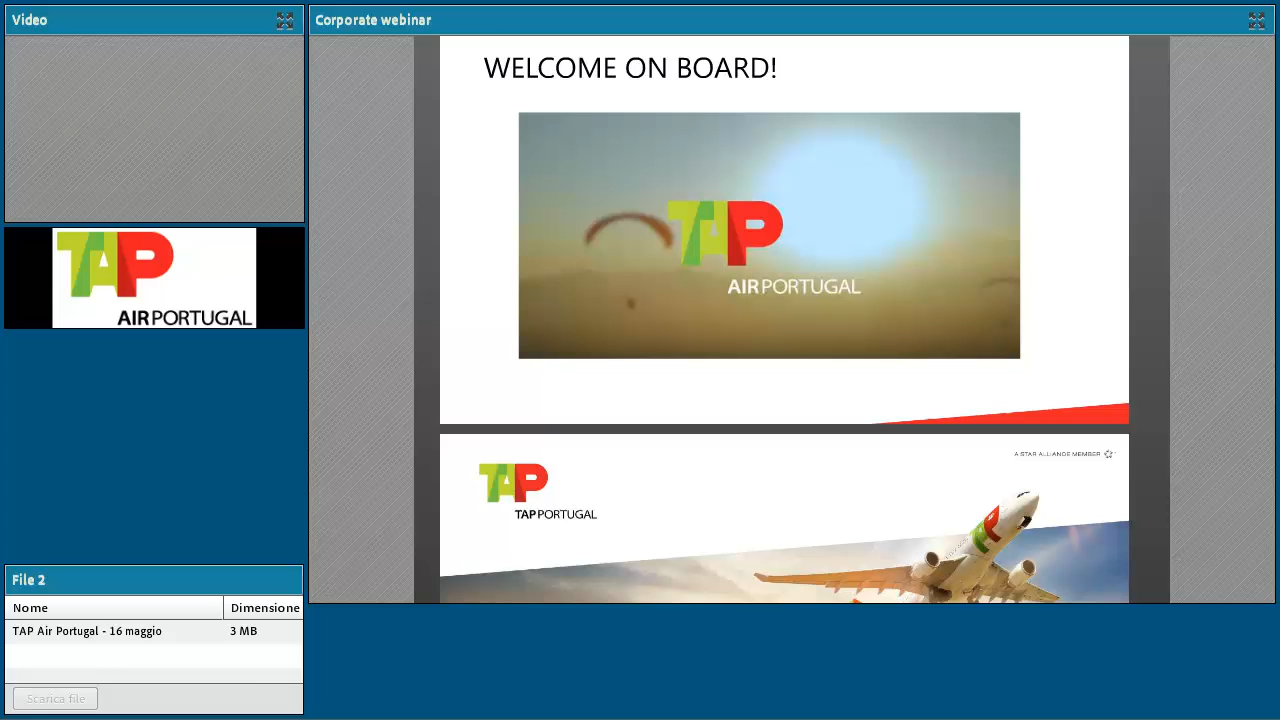 Video
Corporate webinar
WELCOME ON BOARD!
TAP
AIR PORTUGAL
TAP
AIR PORTUGAL
A STAR ALLIANCE MEMBER
TAP
TAP PORTUGAL
File 2
Nome Dimensione
TAP Air Portugal - 16 maggio 3 MB
Scarica file